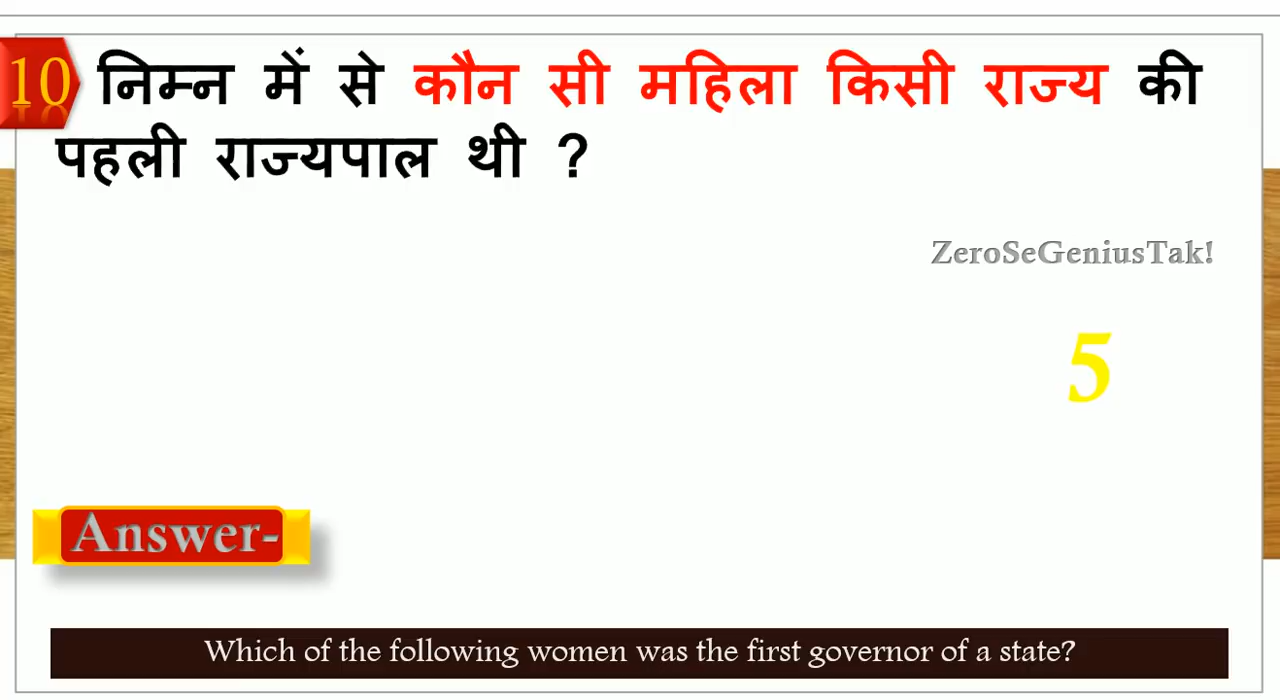 10 निम्न में से कौन सी महिला किसी राज्य की
पहली राज्यपाल थी ?
ZeroSeGeniusTak!
5
Answer-
Which of the following women was the first governor of a state?